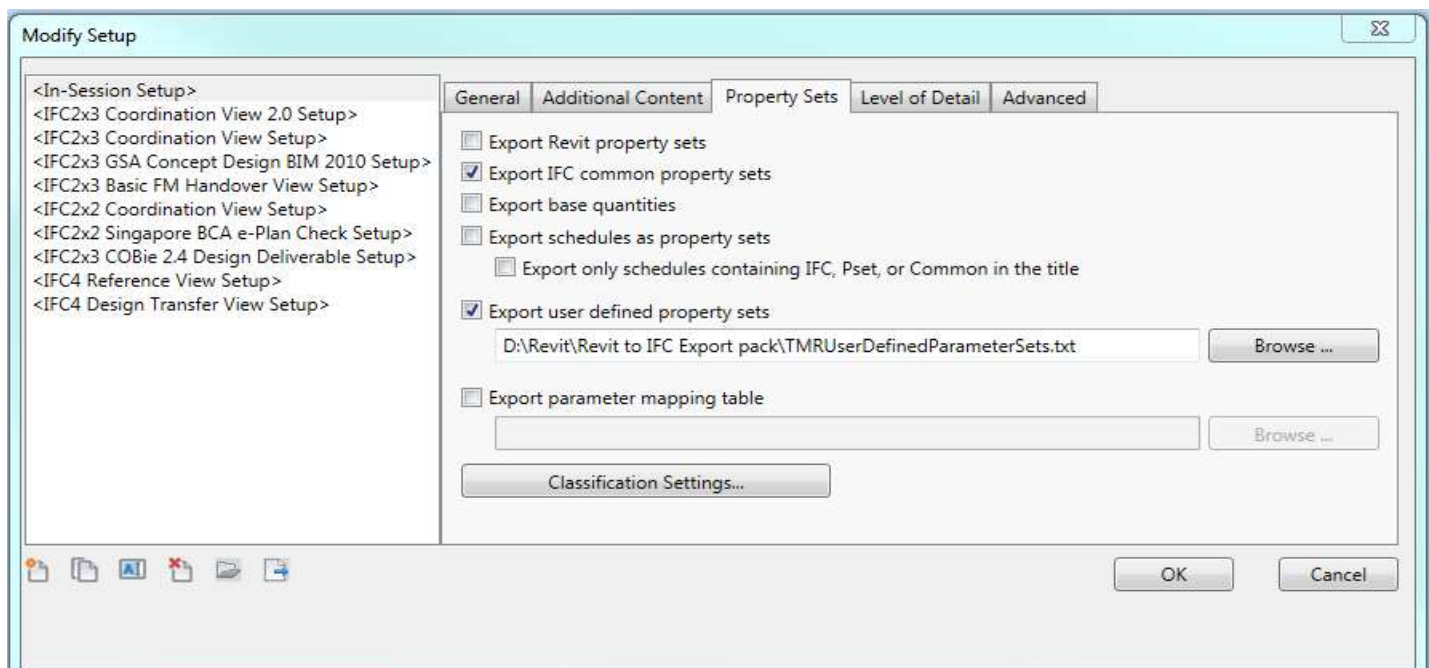 Modify Setup
<In-Session Setup>
<IFC2x3 Coordination View 2.0 Setup>
<IFC2x3 Coordination View Setup>
<IFC2x3 GSA Concept Design BIM 2010 Setup>
<IFC2x3 Basic FM Handover View Setup>
<IFC2x2 Coordination View Setup>
<IFC2x2 Singapore BCA e-Plan Check Setup>
<IFC2x3 COBie 2.4 Design Deliverable Setup>
<IFC4 Reference View Setup>
<IFC4 Design Transfer View Setup>
General Additional Content Property Sets Level of Detail Advanced
Export Revit property sets
Export IFC common property sets
Export base quantities
Export schedules as property sets
Export only schedules containing IFC, Pset, or Common in the title
Export user defined property sets
D:\Revit\Revit to IFC Export pack\TMRUserDefinedParameterSets.txt Browse ...
Export parameter mapping table
Browse ...
Classification Settings...
OK Cancel